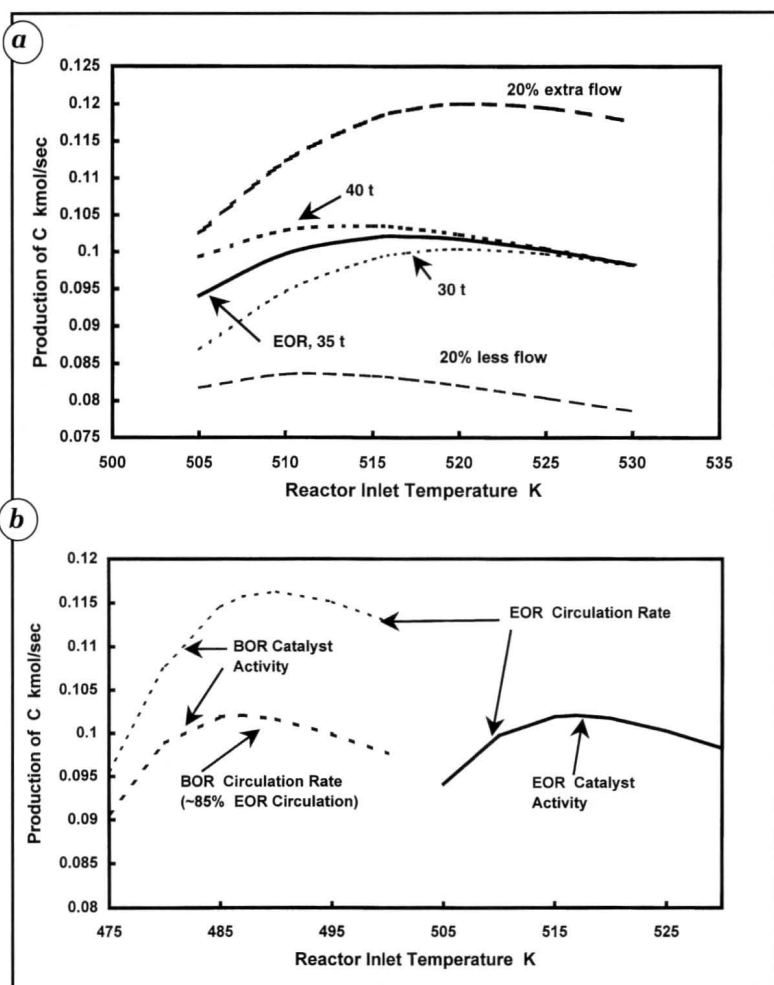 a
0.125
0.12
0.115
0.11
0.105
0.1
0.095
0.09
0.085
0.08
0.075
Production of C kmol/sec
20% extra flow
40 t
30 t
EOR, 35 t
20% less flow
500 505 510 515 520 525 530 535
Reactor Inlet Temperature K
b
0.12
0.115
0.11
0.105
0.1
0.095
0.09
0.085
0.08
Production of C kmol/sec
EOR Circulation Rate
BOR Catalyst
Activity
BOR Circulation Rate
(~85% EOR Circulation)
EOR Catalyst
Activity
475 485 495 505 515 525
Reactor Inlet Temperature K